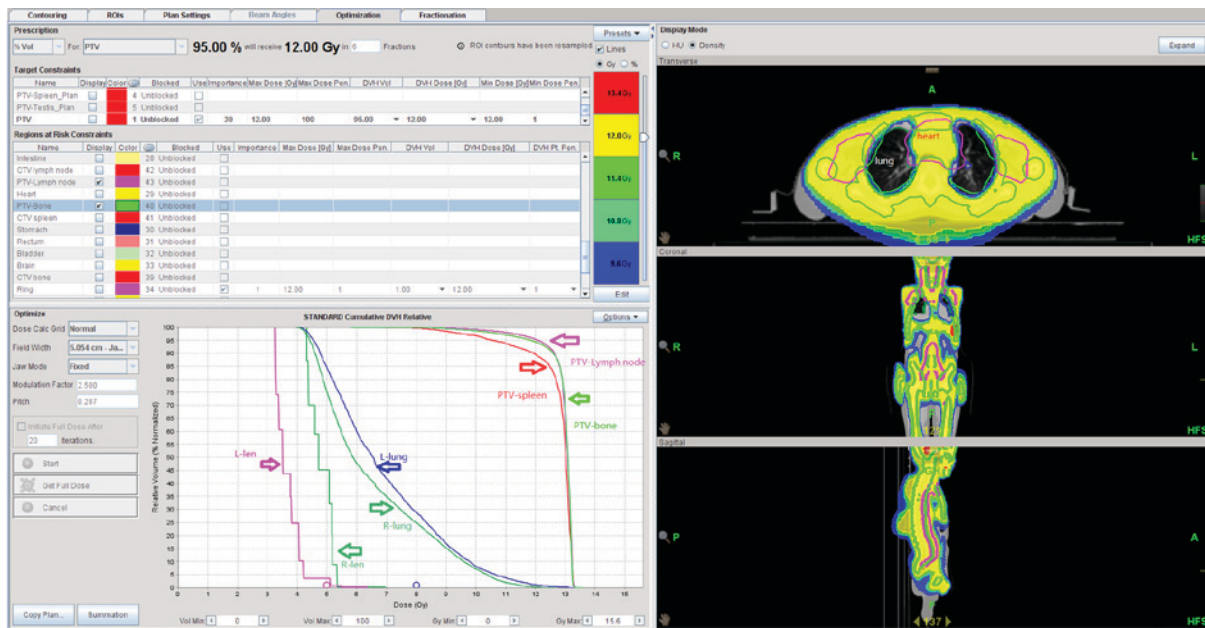 Contouring ROIs Plan Settings Beam Angles Optimization Fractionation
Prescription
% Vol For: PTV 95.00 % will receive 12.00 Gy in 6 Fractions ROI contours have been resampled
Target Constraints
Name Display Color Blocked Use Importance Max Dose [Gy] Max Dose Pen. DVH Vol DVH Dose [Gy] Min Dose [Gy] Min Dose Pen.
PTV-Spleen_Plan 4 Unblocked
PTV-Testis_Plan 5 Unblocked
PTV 1 Unblocked 30 12.00 100 95.00 12.00 12.00 1
Regions at Risk Constraints
Name Display Color Blocked Use Importance Max Dose [Gy] Max Dose Pen. DVH Vol DVH Dose [Gy] DVH Pt. Pen.
Intestine 28 Unblocked
CTV lymph node 42 Unblocked
PTV-Lymph node 43 Unblocked
Heart 29 Unblocked
PTV-Bone 40 Unblocked
CTV spleen 41 Unblocked
Stomach 30 Unblocked
Rectum 31 Unblocked
Bladder 32 Unblocked
Brain 33 Unblocked
CTV bone 39 Unblocked
Ring 34 Unblocked 1 12.00 1 1.00 12.00 1
Presets
Lines
Gy %
13.4Gy
12.0Gy
11.4Gy
10.8Gy
9.6Gy
Edit
Optimize
Dose Calc Grid Normal
Field Width 5.054 cm - Ja...
Jaw Mode Fixed
Modulation Factor 2.500
Pitch 0.287
Initiate Full Dose After
20 iterations.
Start
Get Full Dose
Cancel
Copy Plan... Summation
STANDARD Cumulative DVH Relative
Options
Relative Volume (% Normalized)
100
95
90
85
80
75
70
65
60
55
50
45
40
35
30
25
20
15
10
5
0
PTV-Lymph node
PTV-spleen
PTV-bone
L-len
L-lung
R-lung
R-len
0 1 2 3 4 5 6 7 8 9 10 11 12 13 14 15
Dose (Gy)
Vol Min: 0 Vol Max: 100 Gy Min: 0 Gy Max: 15.6
Display Mode
HU Density Expand
Transverse
A
heart
lung
R L
P
HFS
Coronal
R L
HFS
Sagittal
P A
137
HFS